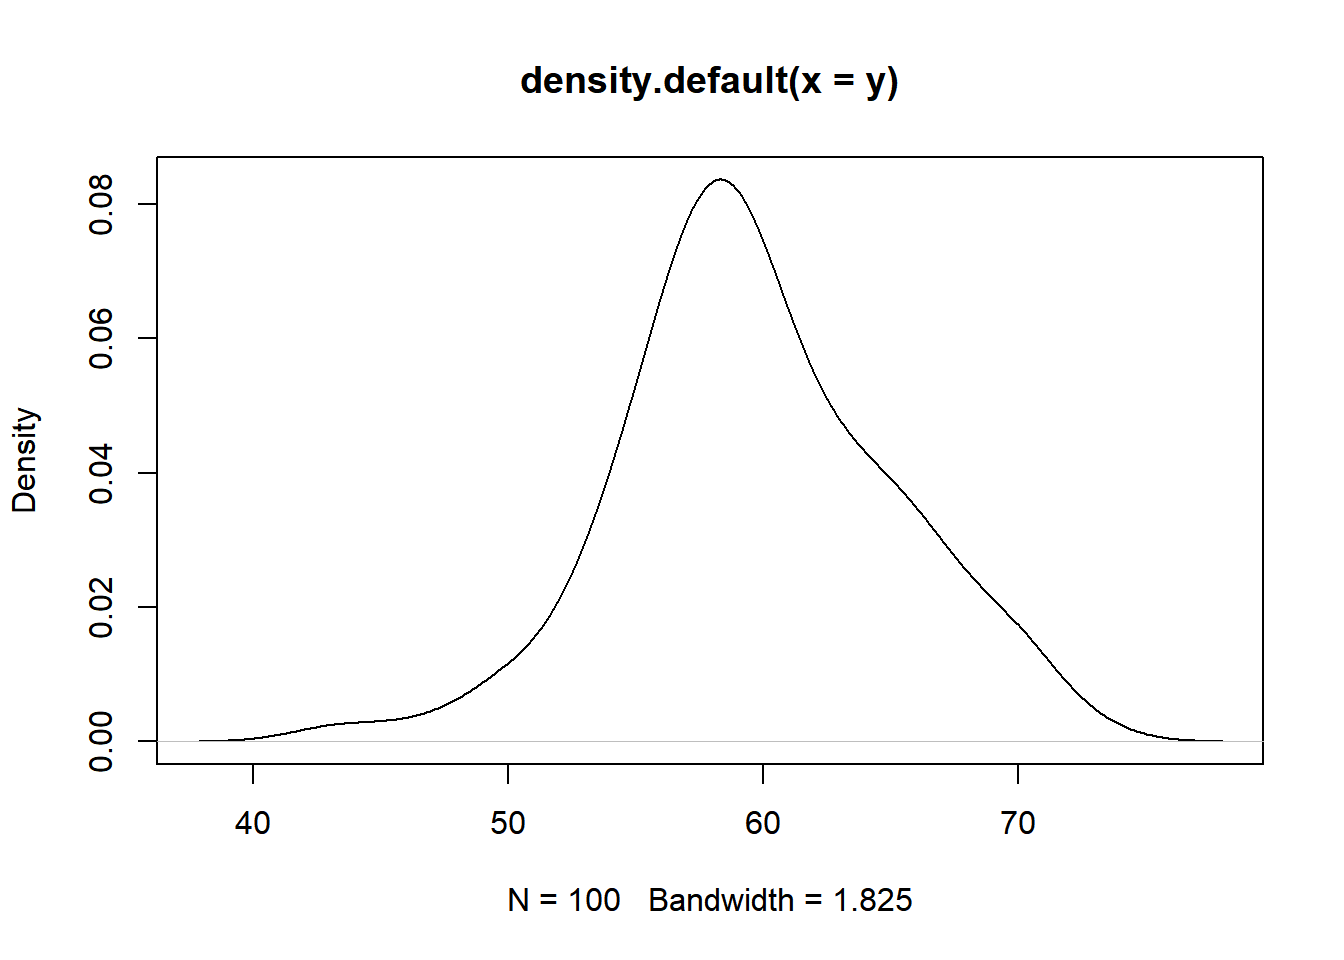 density.default(x = y)
Density
0.08
0.06
0.04
0.02
0.00
40 50 60 70
N = 100 Bandwidth = 1.825